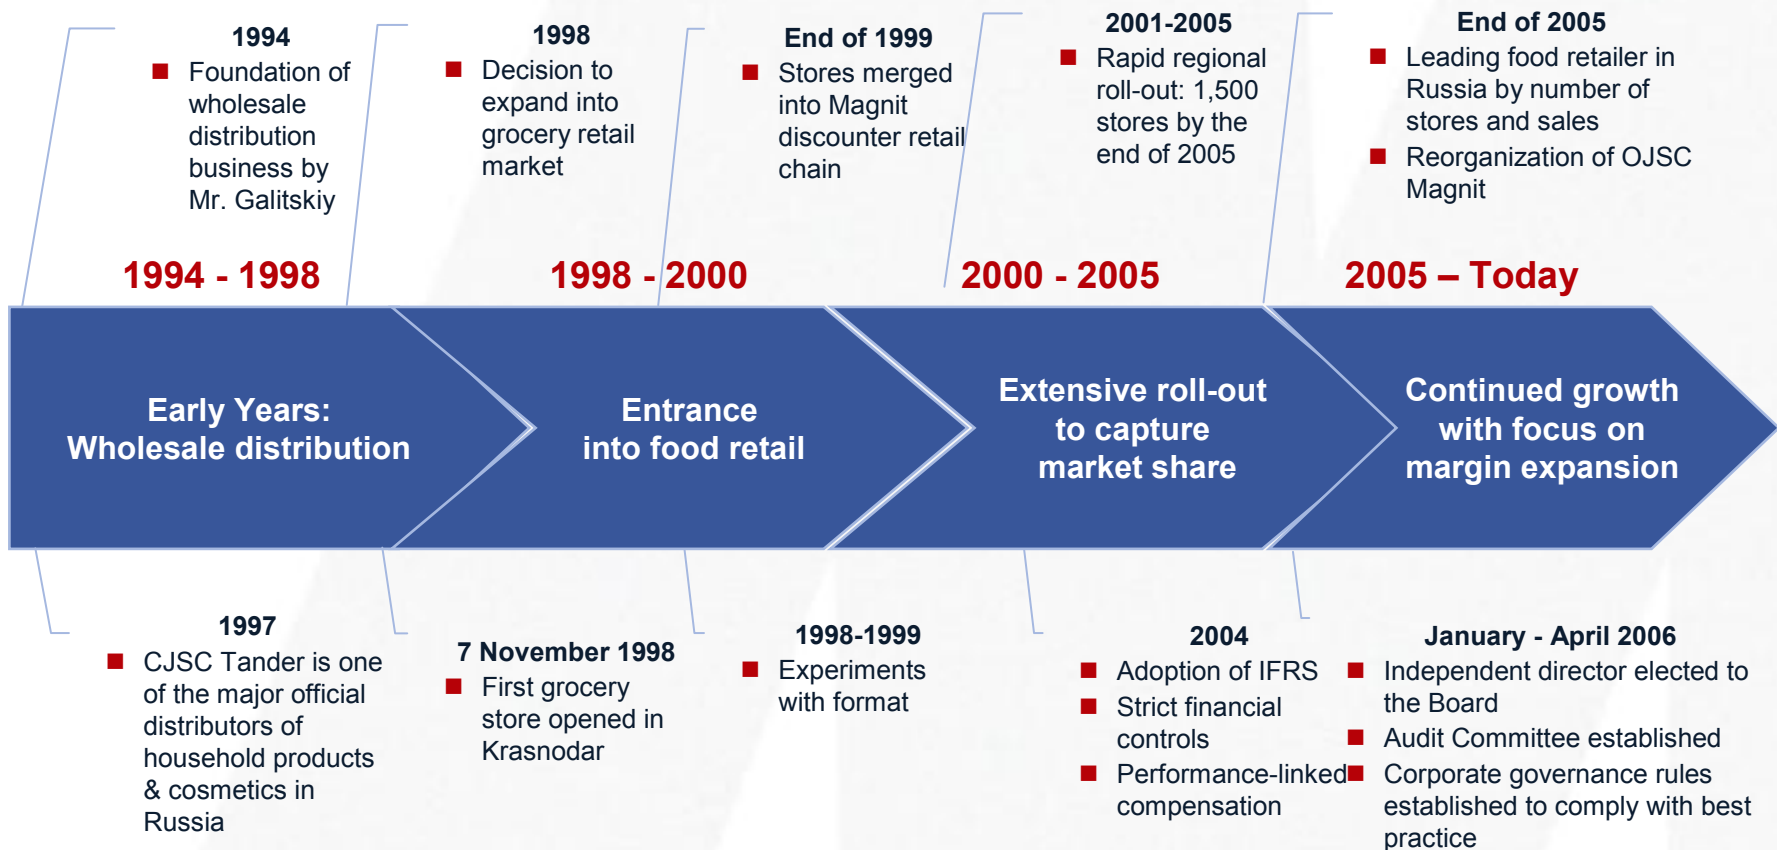 1994
Foundation of
wholesale
distribution
business by
Mr. Galitskiy
1998
Decision to
expand into
grocery retail
market
End of 1999
Stores merged
into Magnit
discounter retail
chain
2001-2005
Rapid regional
roll-out: 1,500
stores by the
end of 2005
End of 2005
Leading food retailer in
Russia by number of
stores and sales
Reorganization of OJSC
Magnit
1994 - 1998
1998 - 2000
2000 - 2005
2005 – Today
Early Years:
Wholesale distribution
Entrance
into food retail
Extensive roll-out
to capture
market share
Continued growth
with focus on
margin expansion
1997
CJSC Tander is one
of the major official
distributors of
household products
& cosmetics in
Russia
7 November 1998
First grocery
store opened in
Krasnodar
1998-1999
Experiments
with format
2004
Adoption of IFRS
Strict financial
controls
Performance-linked
compensation
January - April 2006
Independent director elected to
the Board
Audit Committee established
Corporate governance rules
established to comply with best
practice